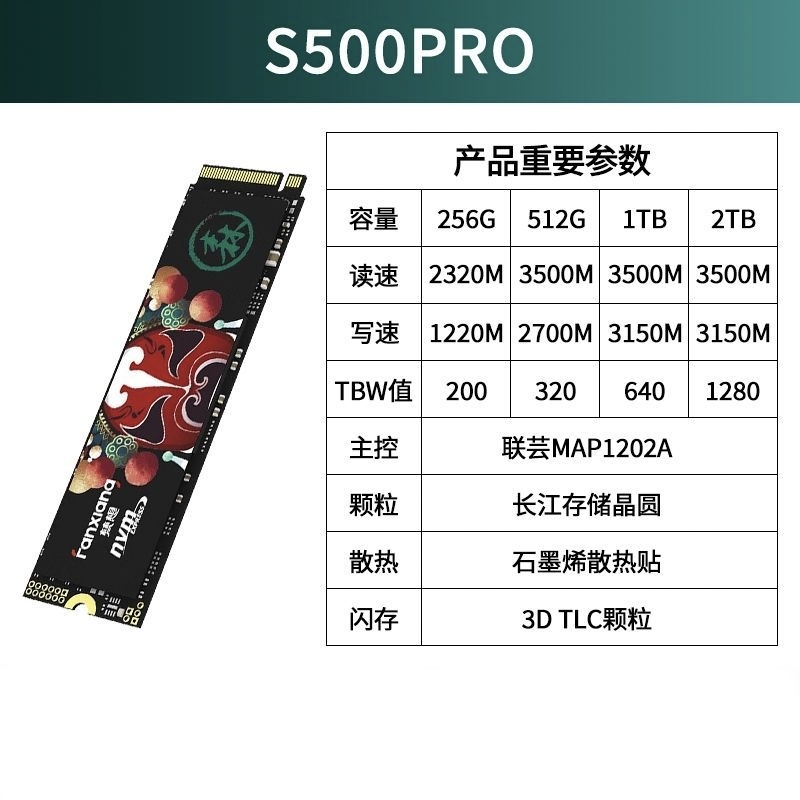 S500PRO
产品重要参数
容量 256G 512G 1TB 2TB
读速 2320M 3500M 3500M 3500M
写速 1220M 2700M 3150M 3150M
TBW值 200 320 640 1280
主控 联芸MAP1202A
颗粒 长江存储晶圆
散热 石墨烯散热贴
闪存 3D TLC颗粒
森
fanxiang
梵想
nvm
EXPRESS